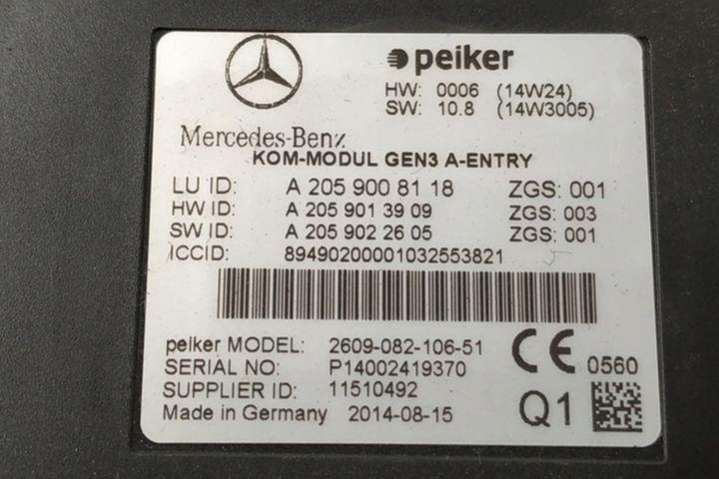 peiker
HW: 0006 (14W24)
SW: 10.8 (14W3005)
Mercedes-Benz
KOM-MODUL GEN3 A-ENTRY
LU ID: A 205 900 81 18 ZGS: 001
HW ID: A 205 901 39 09 ZGS: 003
SW ID: A 205 902 26 05 ZGS: 001
ICCID: 89490200001032553821
peiker MODEL: 2609-082-106-51
SERIAL NO: P14002419370
SUPPLIER ID: 11510492
Made in Germany 2014-08-15
CE 0560
Q1